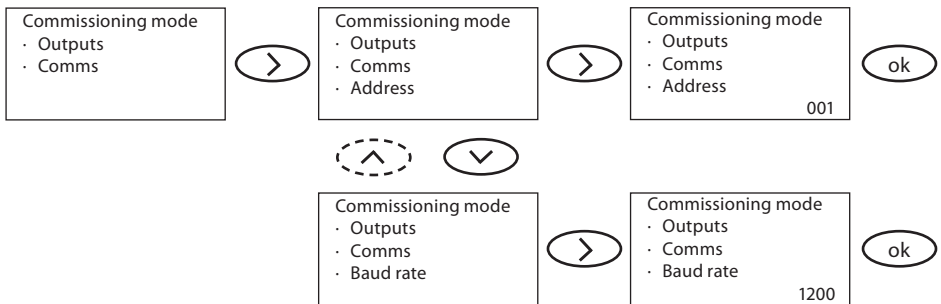 Commissioning mode
· Outputs
· Comms
Commissioning mode
· Outputs
· Comms
· Address
Commissioning mode
· Outputs
· Comms
· Address
001
ok
Commissioning mode
· Outputs
· Comms
· Baud rate
Commissioning mode
· Outputs
· Comms
· Baud rate
1200
ok